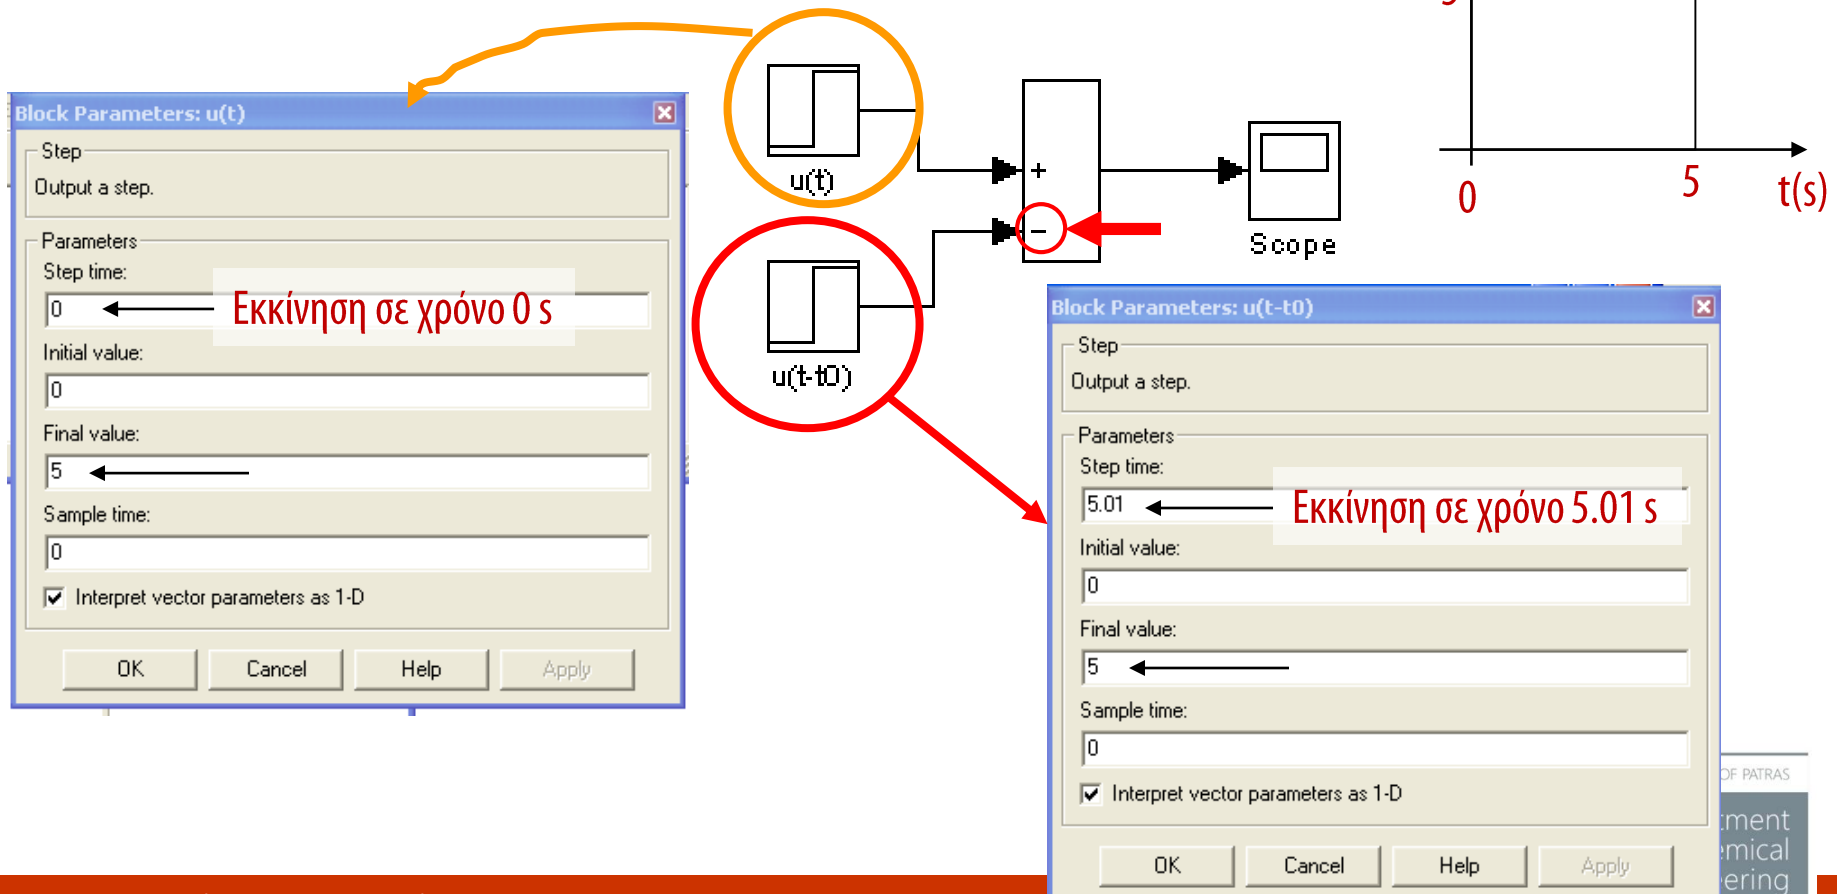 Block Parameters: u(t)
Step
Output a step.
Parameters
Step time:
0
Εκκίνηση σε χρόνο 0 s
Initial value:
0
Final value:
5
Sample time:
0
Interpret vector parameters as 1-D
OK Cancel Help Apply
u(t)
u(t-t0)
+
-
Scope
0 5 t(s)
Block Parameters: u(t-t0)
Step
Output a step.
Parameters
Step time:
5.01
Εκκίνηση σε χρόνο 5.01 s
Initial value:
0
Final value:
5
Sample time:
0
Interpret vector parameters as 1-D
OK Cancel Help Apply
OF PATRAS